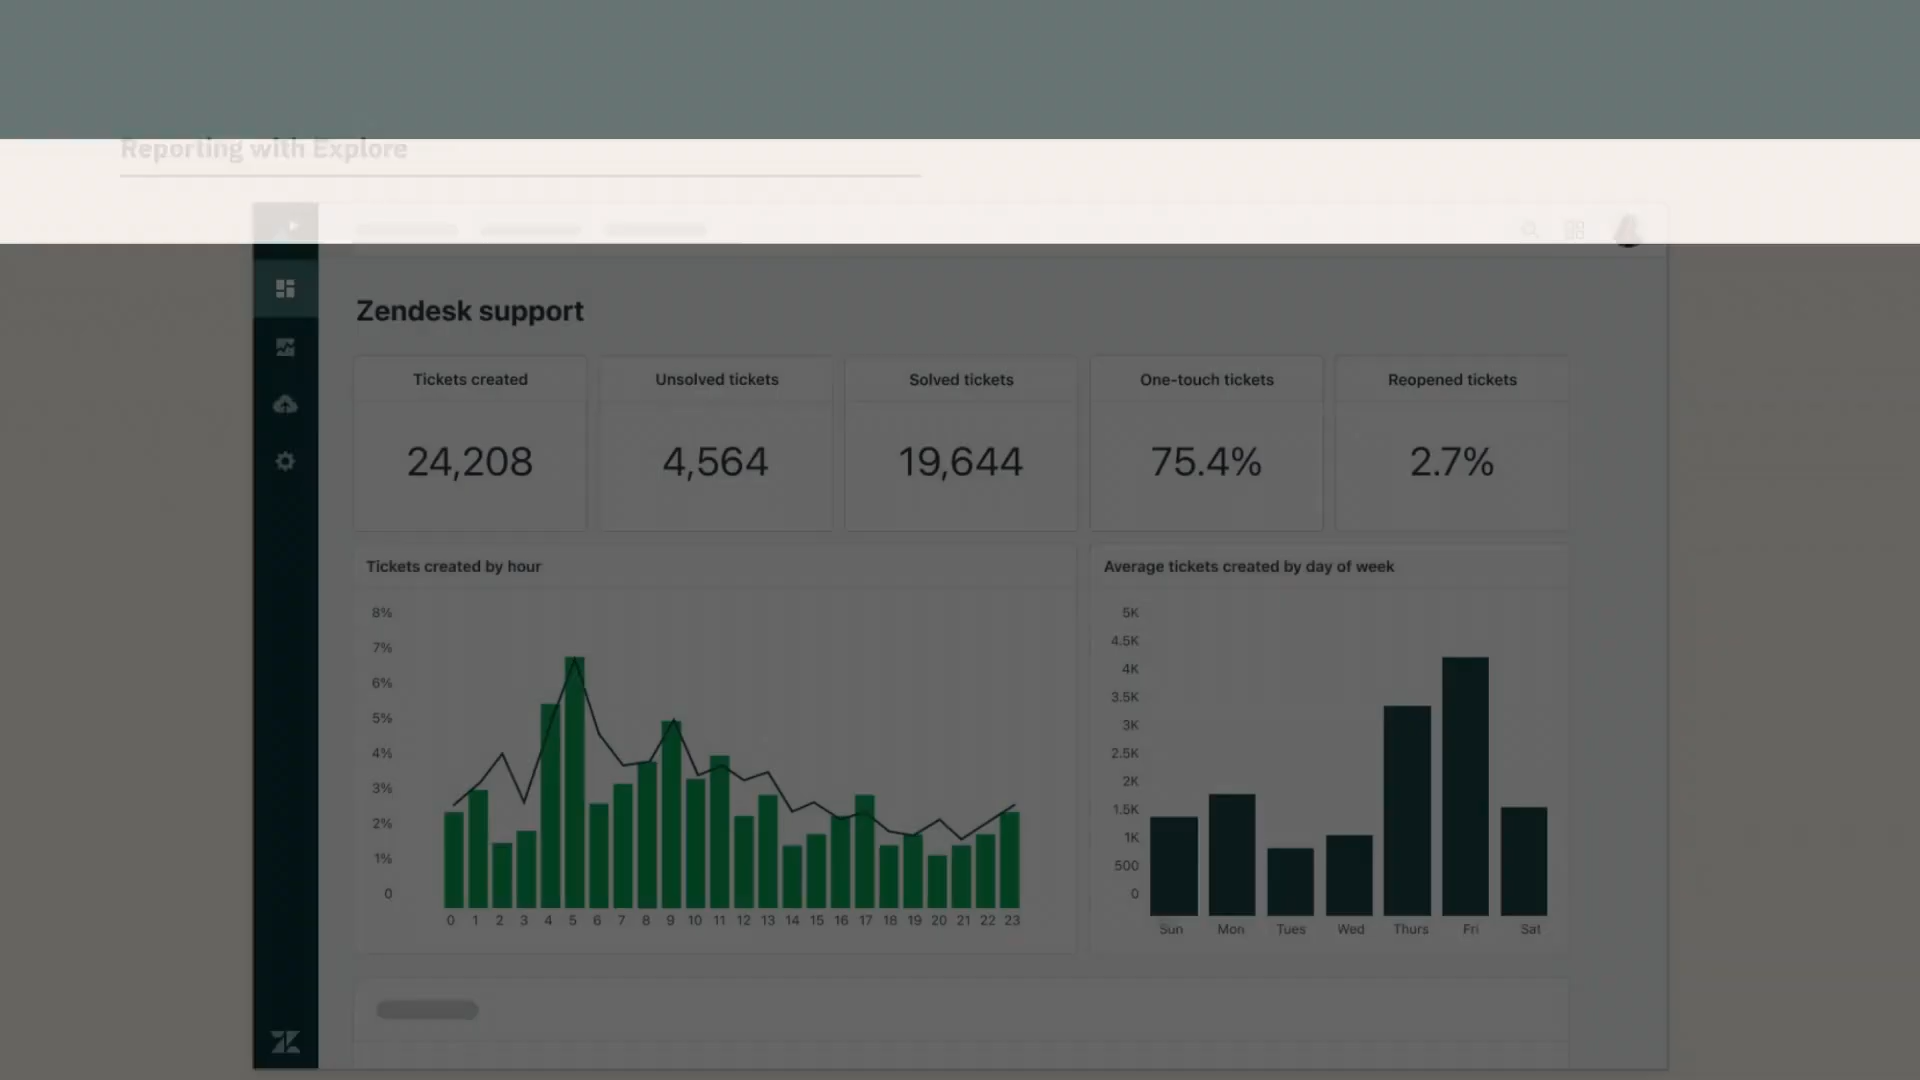 Reporting with Explore
Zendesk support
Tickets created
Unsolved tickets
Solved tickets
One-touch tickets
Reopened tickets
24,208
4,564
19,644
75.4%
2.7%
Tickets created by hour
8%
7%
6%
5%
4%
3%
2%
1%
0
0 1 2 3 4 5 6 7 8 9 10 11 12 13 14 15 16 17 18 19 20 21 22 23
Average tickets created by day of week
5K
4.5K
4K
3.5K
3K
2.5K
2K
1.5K
1K
500
0
Sun Mon Tues Wed Thurs Fri Sat